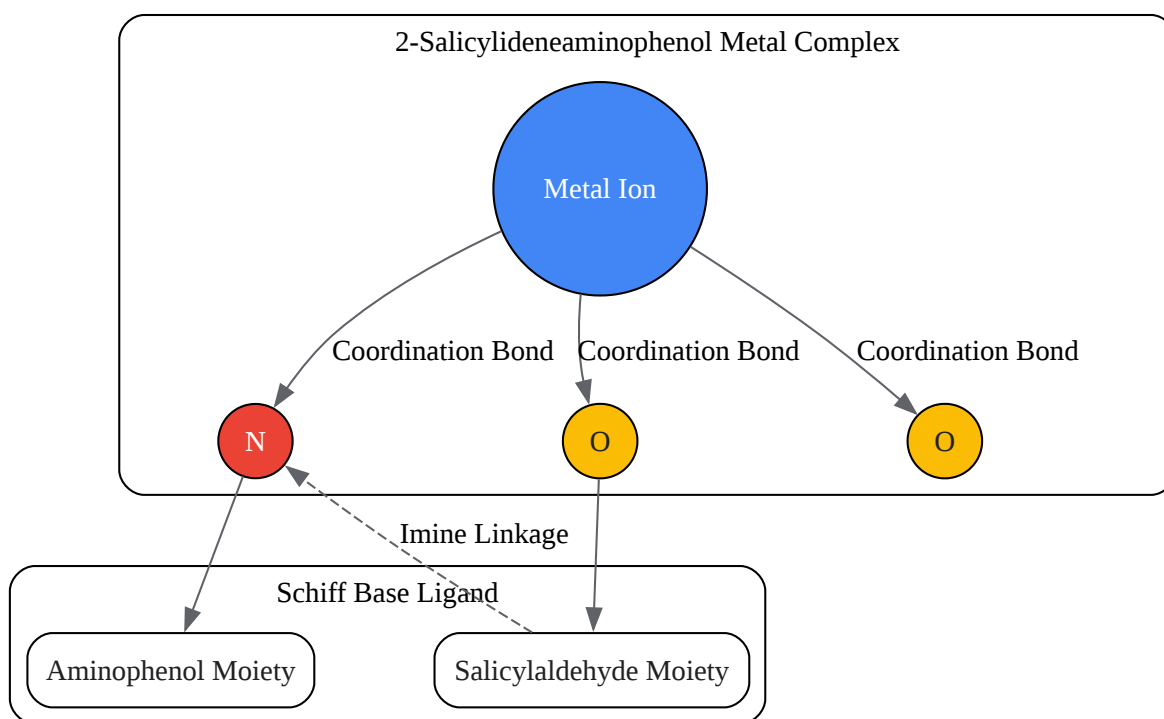 2-Salicylideneaminophenol Metal Complex
Metal Ion
Coordination Bond
Coordination Bond
Coordination Bond
N
O
O
Imine Linkage
Schiff Base Ligand
Aminophenol Moiety
Salicylaldehyde Moiety